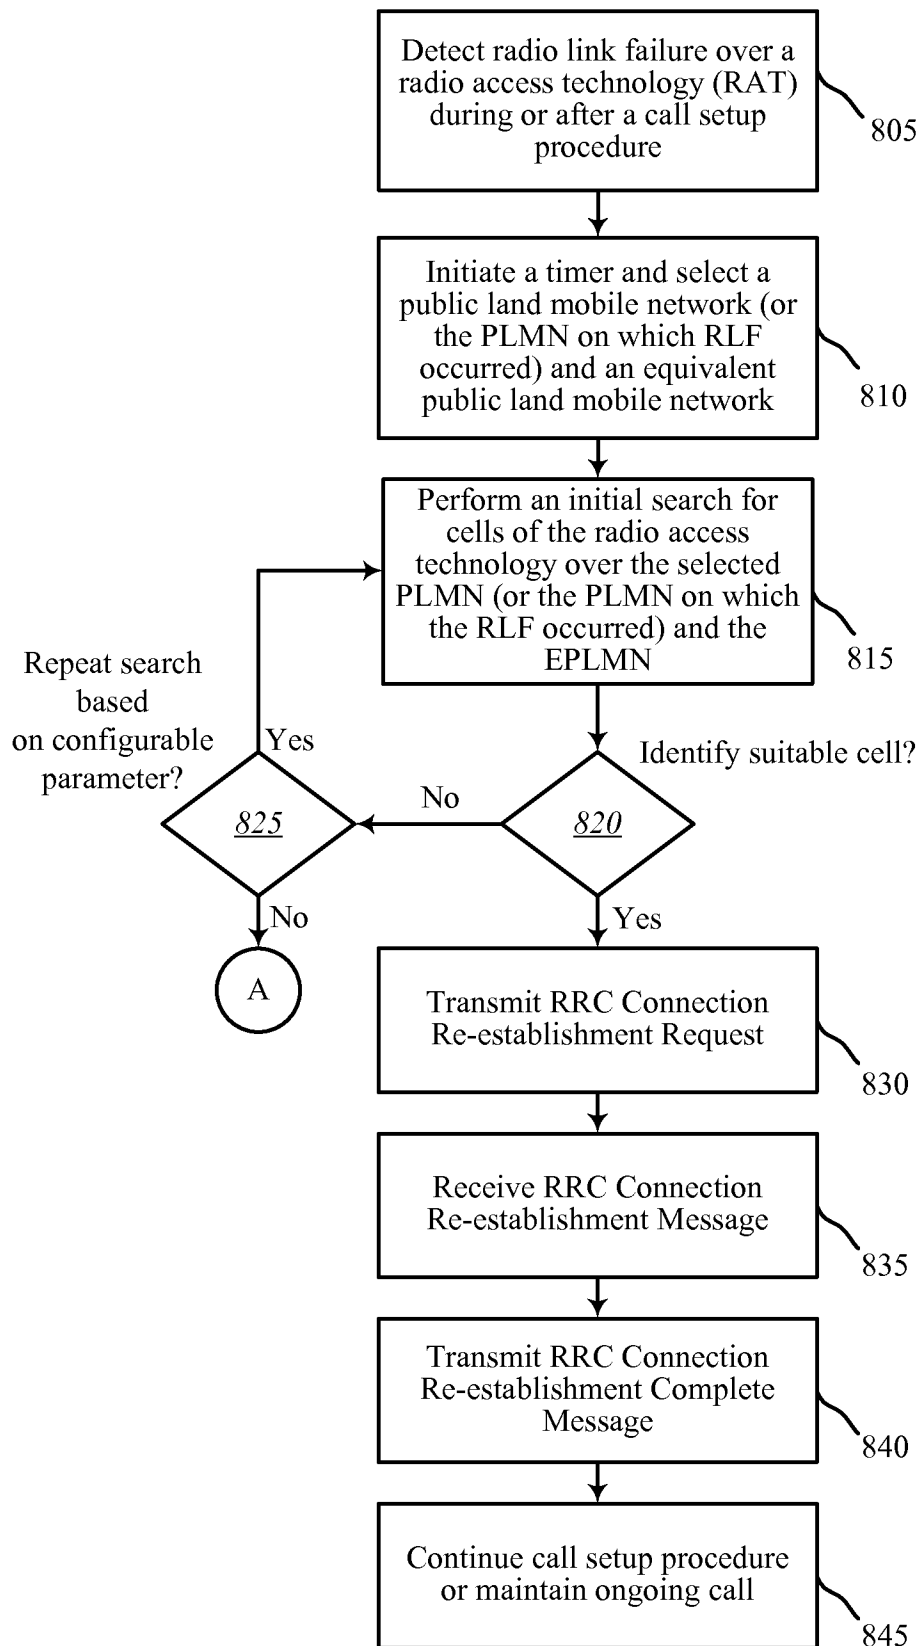 Detect radio link failure over a
radio access technology (RAT)
during or after a call setup
procedure
805
Initiate a timer and select a
public land mobile network (or
the PLMN on which RLF
occurred) and an equivalent
public land mobile network
810
Perform an initial search for
cells of the radio access
technology over the selected
PLMN (or the PLMN on which
the RLF occurred) and the
EPLMN
815
Repeat search
based
on configurable
parameter?
Yes
Identify suitable cell?
825
No
820
No
Yes
A
Transmit RRC Connection
Re-establishment Request
830
Receive RRC Connection
Re-establishment Message
835
Transmit RRC Connection
Re-establishment Complete
Message
840
Continue call setup procedure
or maintain ongoing call
845